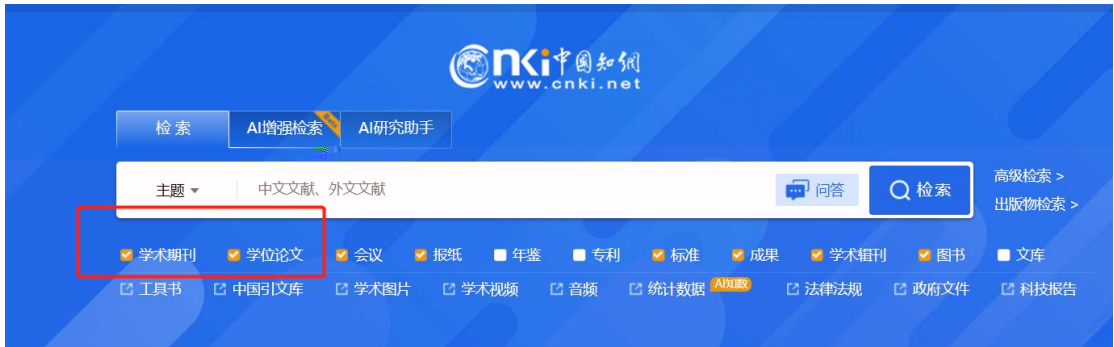 cnki中国知网
www.cnki.net
检索 AI增强检索 Beta AI研究助手
主题 中文文献、外文文献 问答 检索
高级检索 >
出版物检索 >
学术期刊 学位论文 会议 报纸 年鉴 专利 标准 成果 学术辑刊 图书 文库
工具书 中国引文库 学术图片 学术视频 音频 统计数据 AI知数 法律法规 政府文件 科技报告